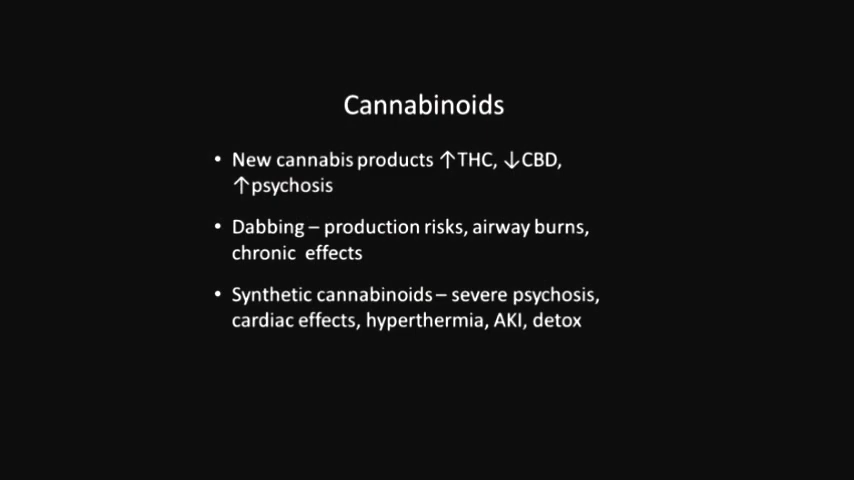 Cannabinoids
• New cannabis products ↑THC, ↓CBD,
↑psychosis
• Dabbing – production risks, airway burns,
chronic effects
• Synthetic cannabinoids – severe psychosis,
cardiac effects, hyperthermia, AKI, detox